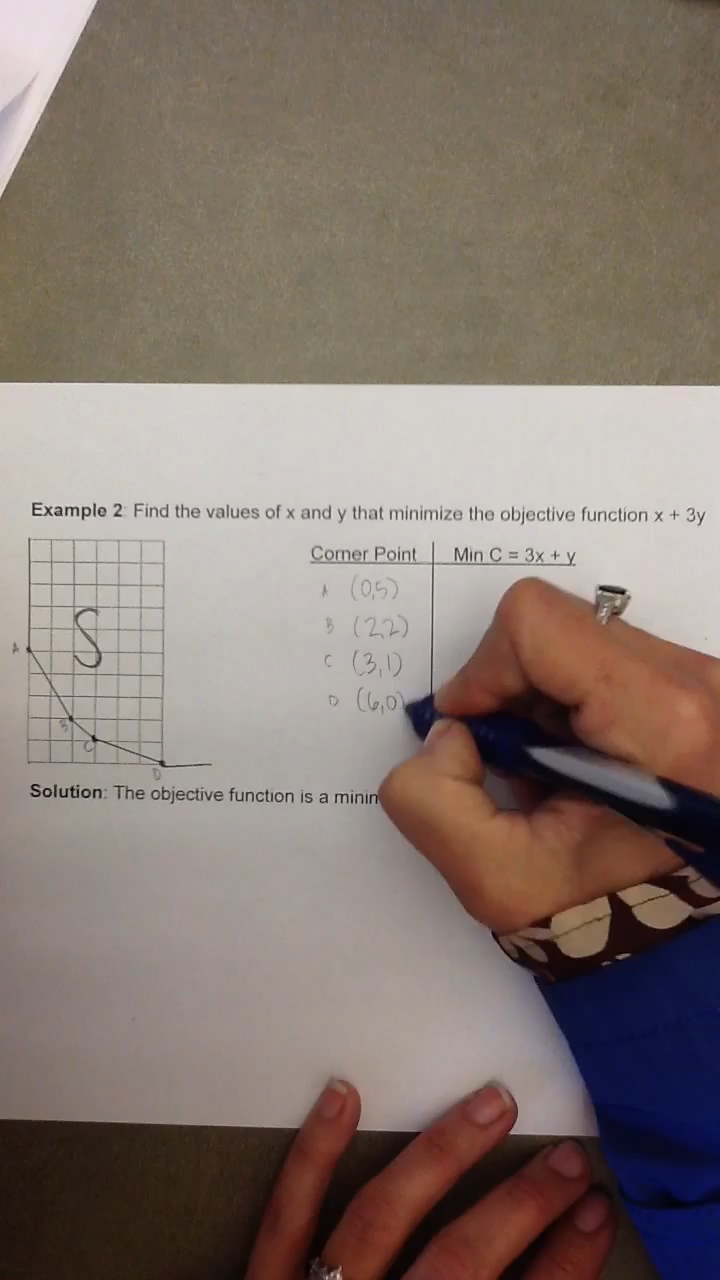 Example 2: Find the values of x and y that minimize the objective function x + 3y
Corner Point Min C = 3x + y
A (0,5)
B (2,2)
C (3,1)
D (6,0)
S
A
B
C
D
Solution: The objective function is a